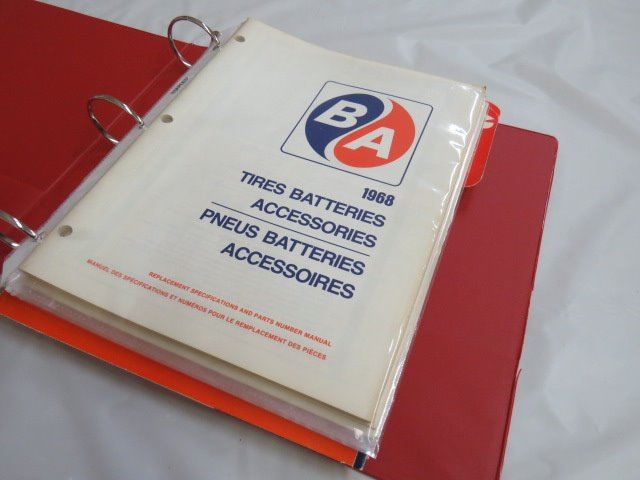 BA
1968
TIRES BATTERIES
ACCESSORIES
PNEUS BATTERIES
ACCESSOIRES
REPLACEMENT SPECIFICATIONS AND PARTS NUMBER MANUAL
MANUEL DES SPÉCIFICATIONS ET NUMÉROS POUR LE REMPLACEMENT DES PIÈCES